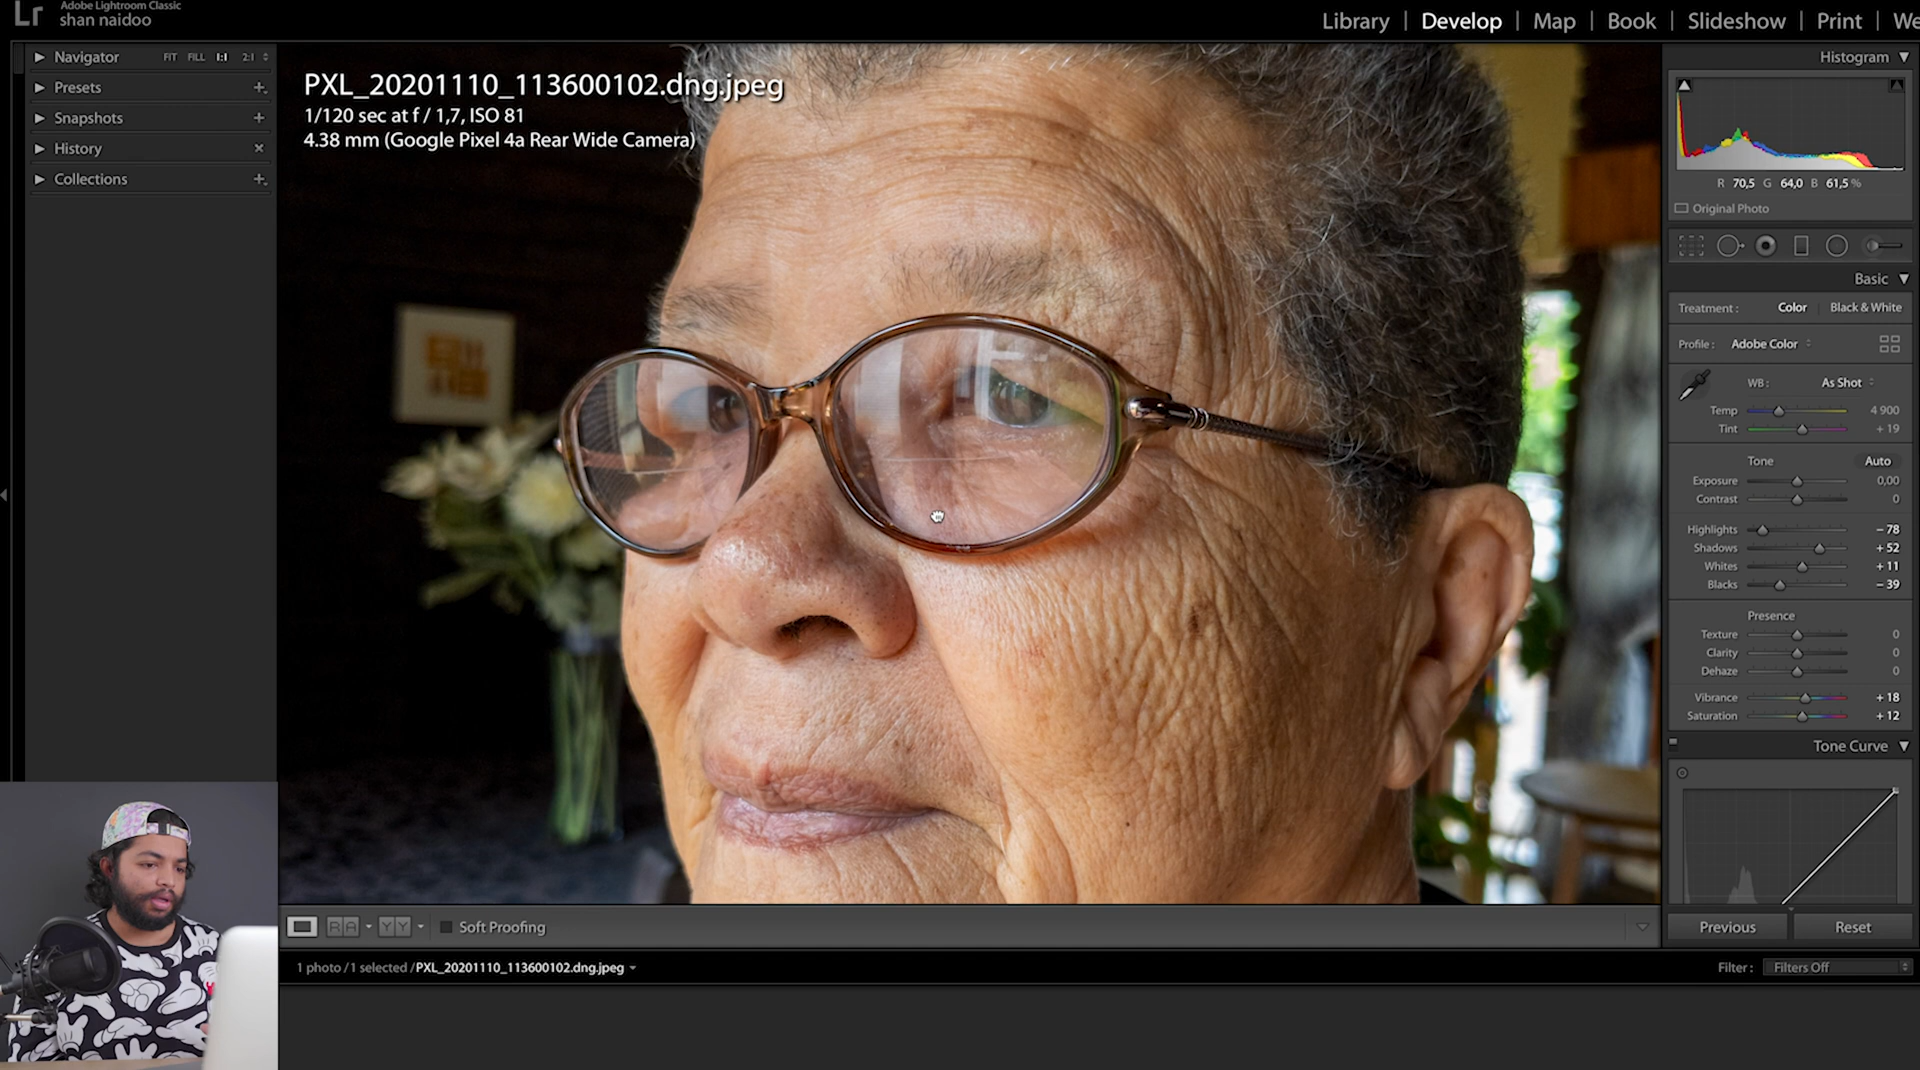 Lr
Adobe Lightroom Classic
shan naidoo
Library | Develop | Map | Book | Slideshow | Print | We
Navigator FIT FILL 1:1 2:1
Presets
Snapshots
History
Collections
PXL_20201110_113600102.dng.jpeg
1/120 sec at f / 1,7, ISO 81
4.38 mm (Google Pixel 4a Rear Wide Camera)
Histogram
R 70,5 G 64,0 B 61,5 %
Original Photo
Basic
Treatment : Color | Black & White
Profile : Adobe Color
WB : As Shot
Temp 4 900
Tint + 19
Tone Auto
Exposure 0,00
Contrast 0
Highlights − 78
Shadows + 52
Whites + 11
Blacks − 39
Presence
Texture 0
Clarity 0
Dehaze 0
Vibrance + 18
Saturation + 12
Tone Curve
Previous Reset
R A Y Y Soft Proofing
1 photo / 1 selected / PXL_20201110_113600102.dng.jpeg
Filter : Filters Off